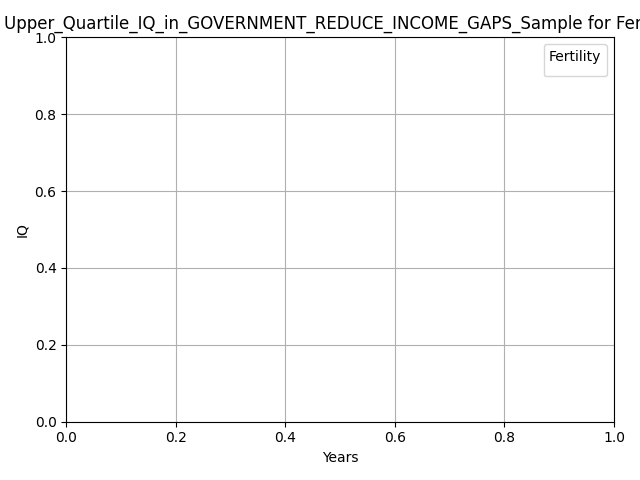 Upper_Quartile_IQ_in_GOVERNMENT_REDUCE_INCOME_GAPS_Sample for Fer
Fertility
1.0
0.8
0.6
0.4
0.2
0.0
IQ
0.0 0.2 0.4 0.6 0.8 1.0
Years